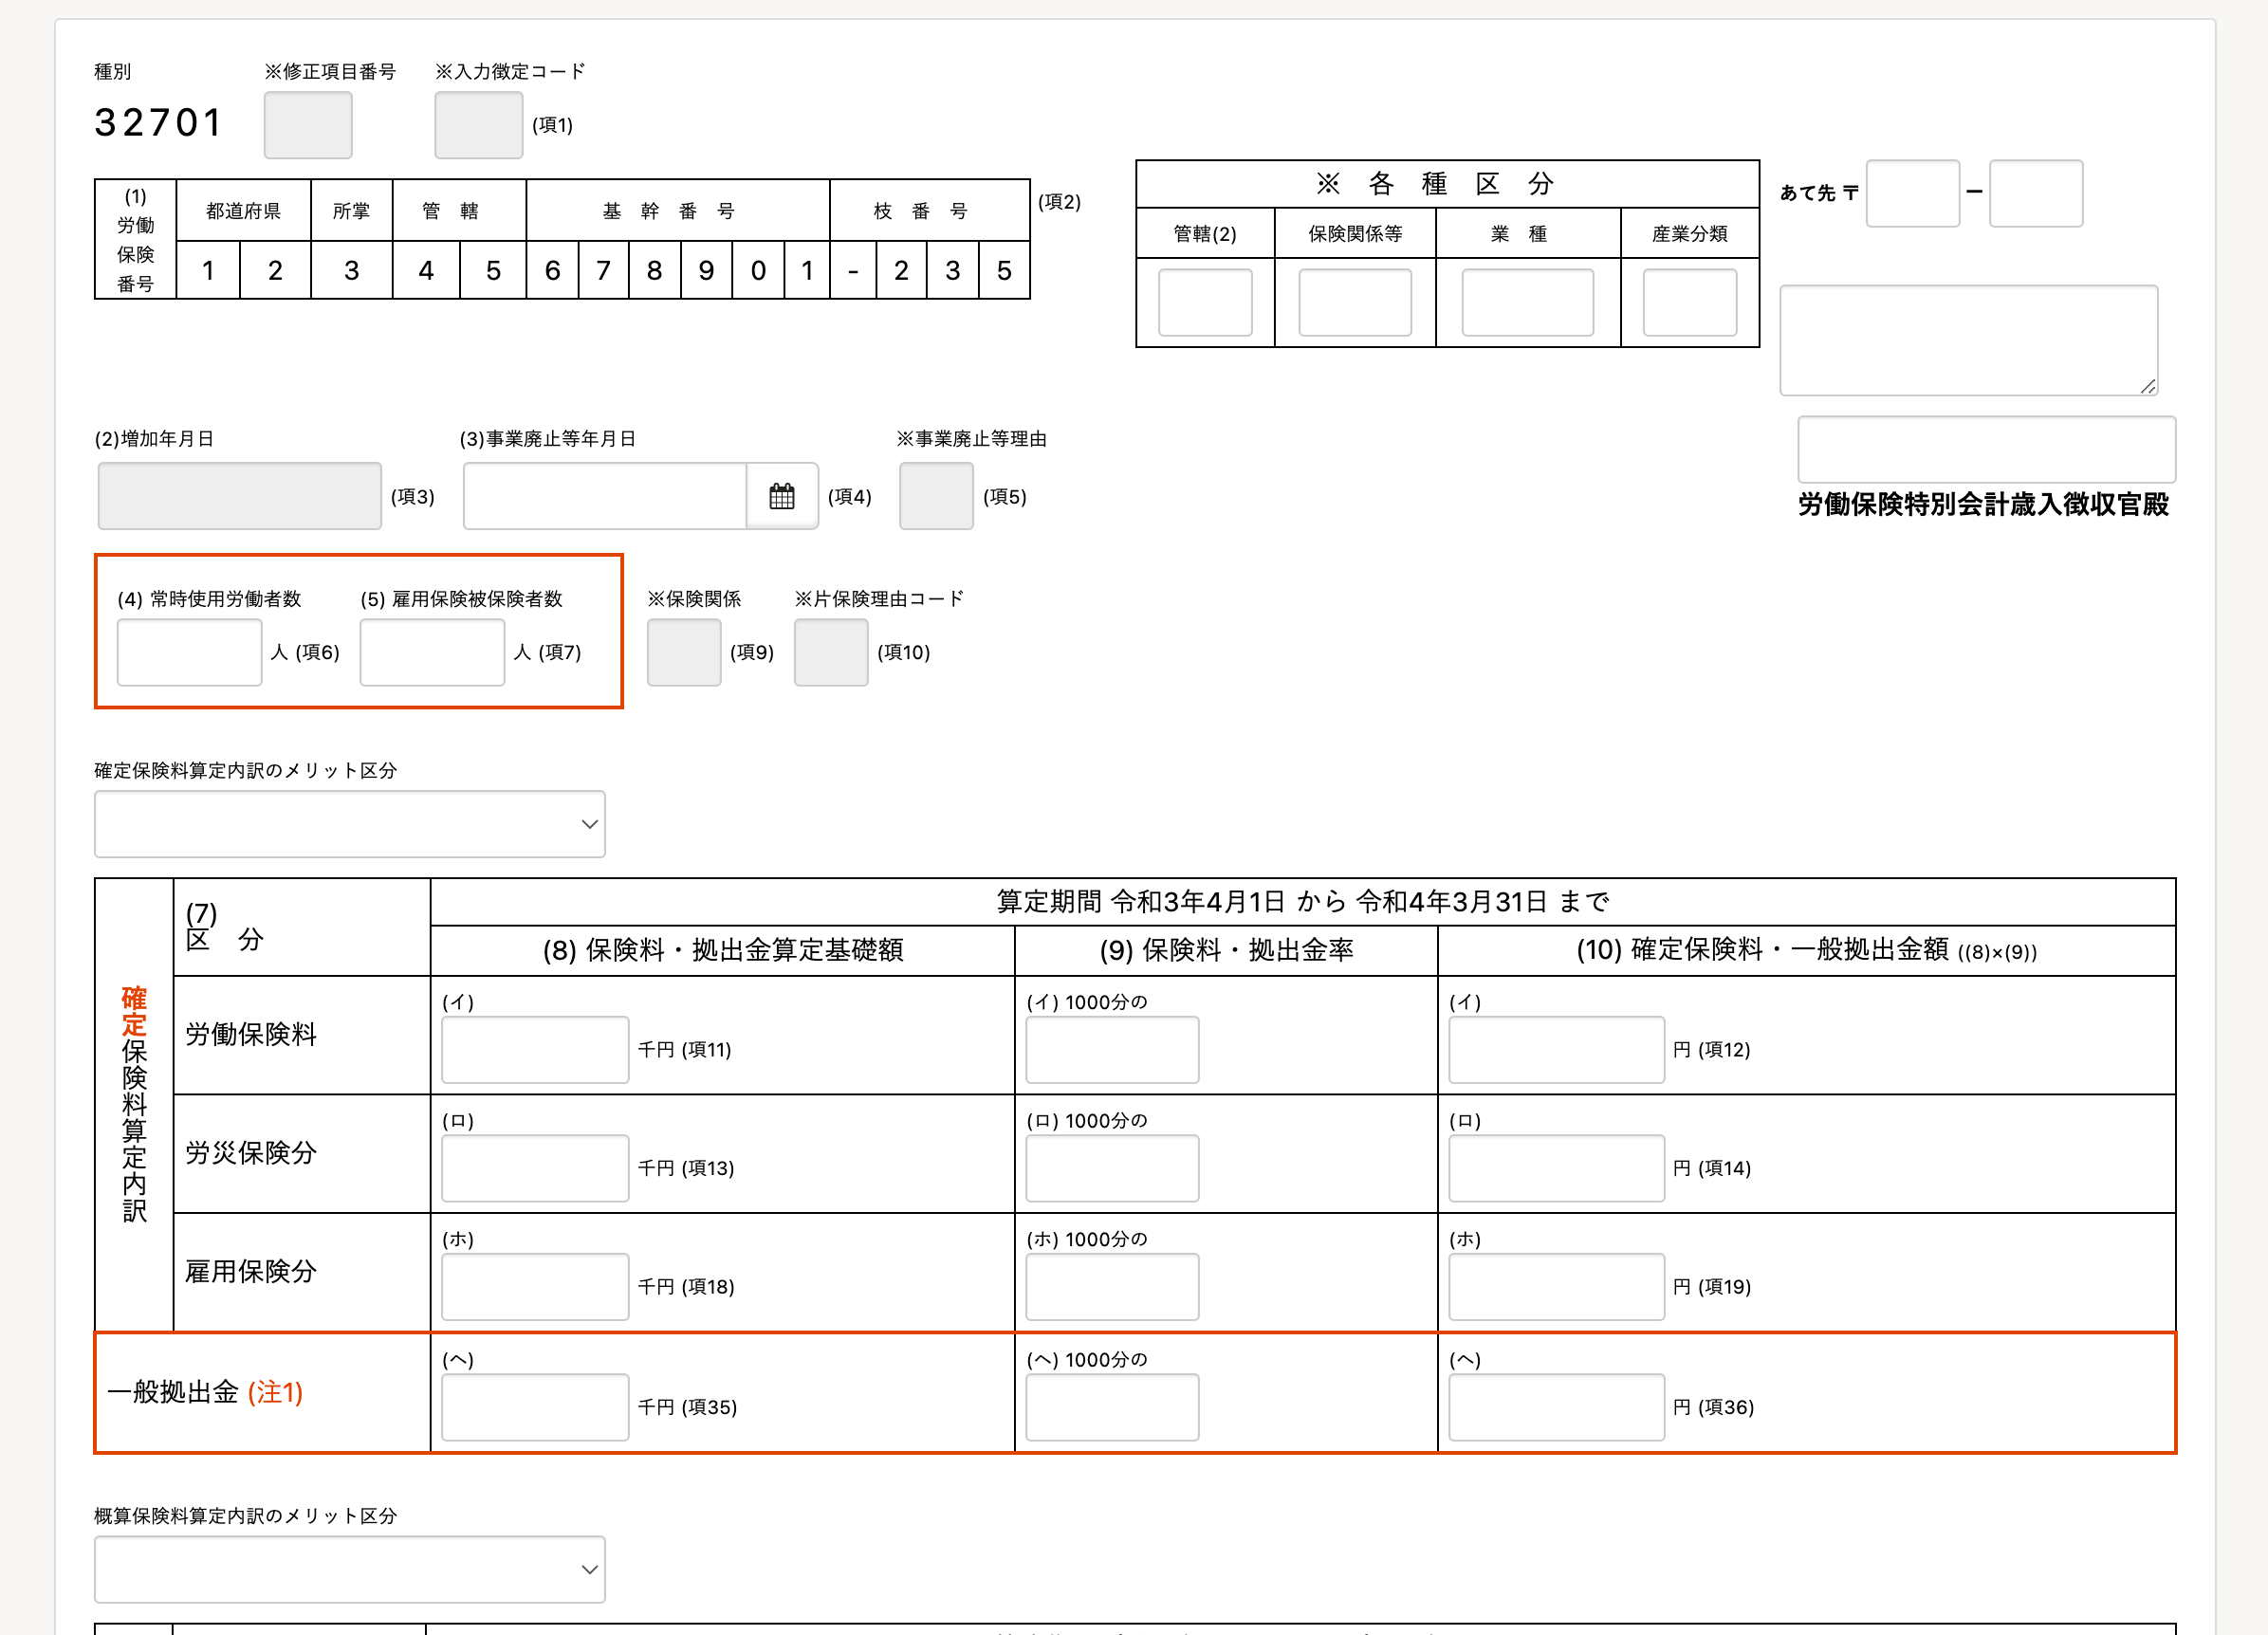 種別 ※修正項目番号 ※入力徴定コード
32701 (項1)
(1)労働保険番号 都道府県 所掌 管 轄 基 幹 番 号 枝 番 号 (項2)
1 2 3 4 5 6 7 8 9 0 1 - 2 3 5
※ 各 種 区 分
管轄(2) 保険関係等 業 種 産業分類
あて先 〒 ー
労働保険特別会計歳入徴収官殿
(2)増加年月日 (3)事業廃止等年月日 ※事業廃止等理由
(項3) (項4) (項5)
(4) 常時使用労働者数 (5) 雇用保険被保険者数 ※保険関係 ※片保険理由コード
人 (項6) 人 (項7) (項9) (項10)
確定保険料算定内訳のメリット区分
確定保険料算定内訳
(7)
区 分
算定期間 令和3年4月1日 から 令和4年3月31日 まで
(8) 保険料・拠出金算定基礎額 (9) 保険料・拠出金率 (10) 確定保険料・一般拠出金額 ((8)×(9))
労働保険料 (イ) 千円 (項11) (イ) 1000分の (イ) 円 (項12)
労災保険分 (ロ) 千円 (項13) (ロ) 1000分の (ロ) 円 (項14)
雇用保険分 (ホ) 千円 (項18) (ホ) 1000分の (ホ) 円 (項19)
一般拠出金 (注1) (ヘ) 千円 (項35) (ヘ) 1000分の (ヘ) 円 (項36)
概算保険料算定内訳のメリット区分